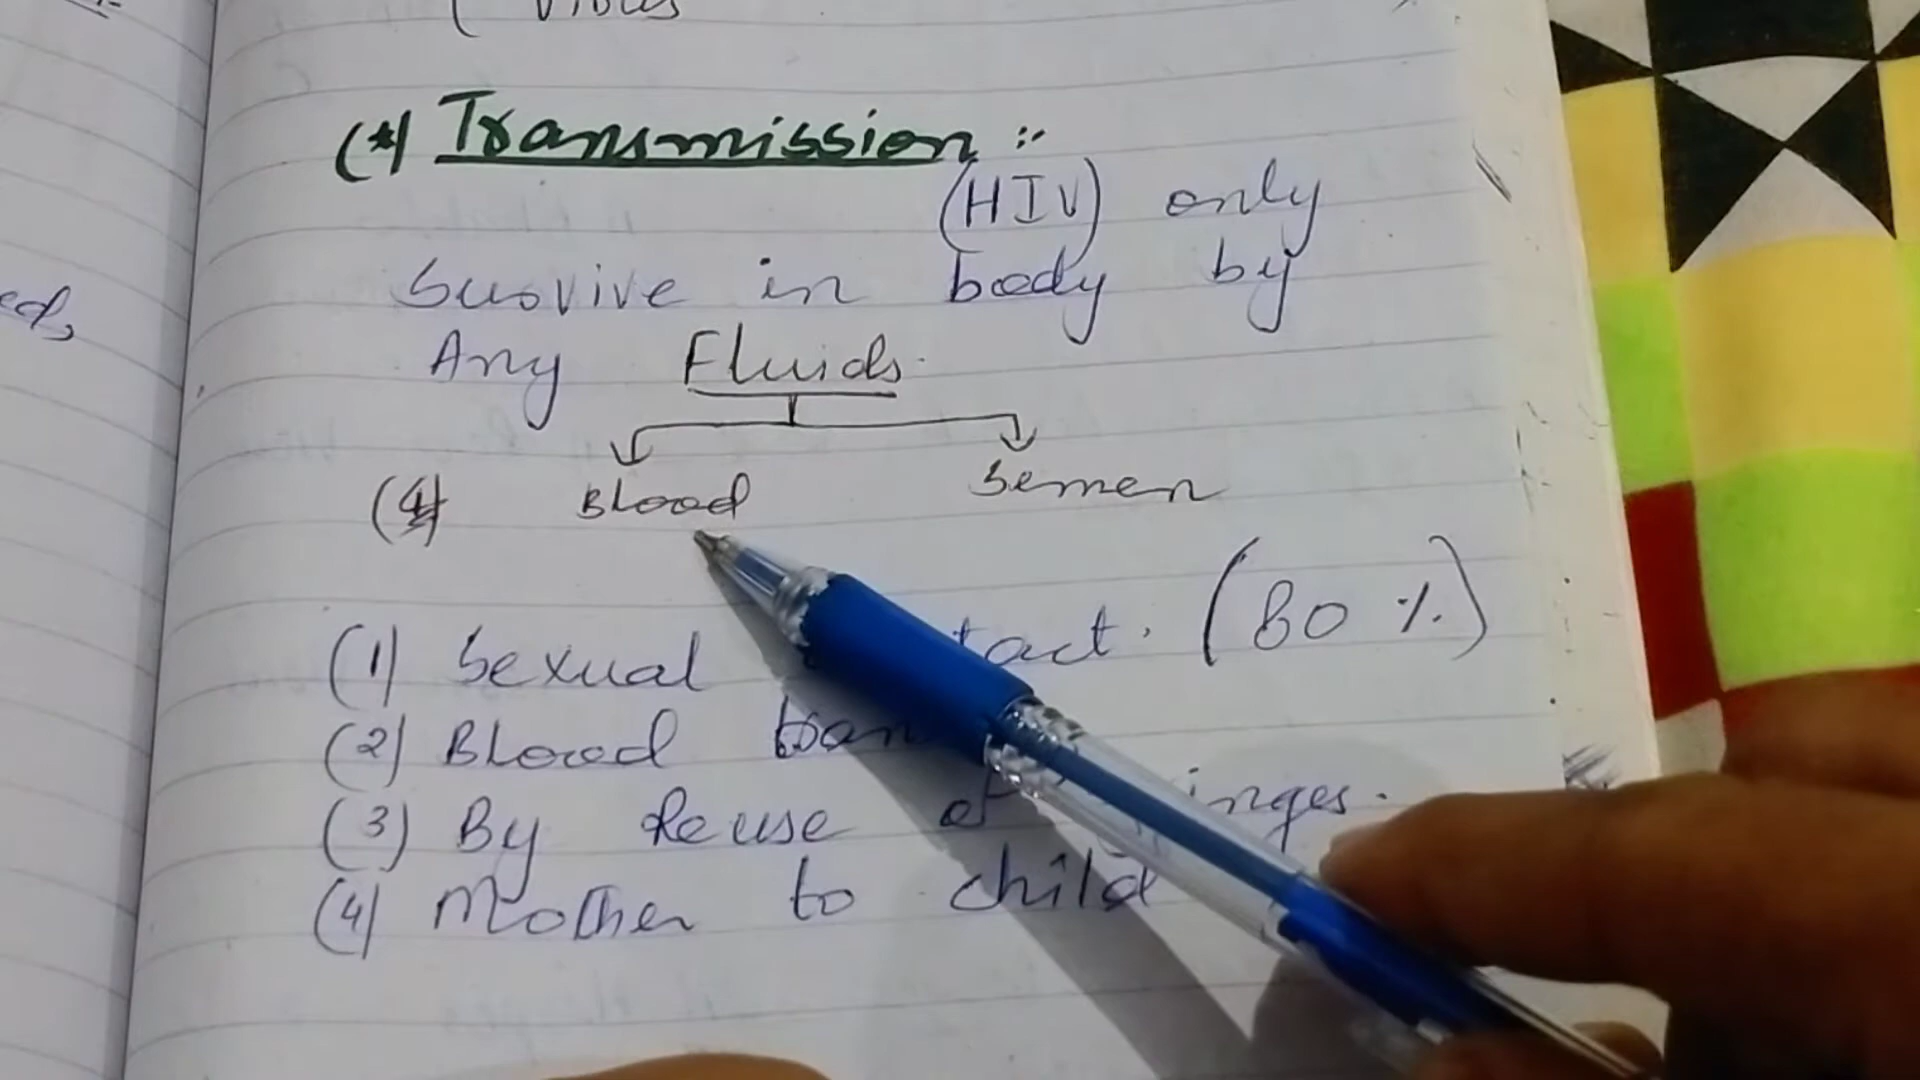 (*) Transmission :-
(HIV) only
Survive in body by
Any Fluids.
Blood Semen
(1) Sexual (80 %)
(2) Blood
(3) By Reuse of
(4) Mother to child